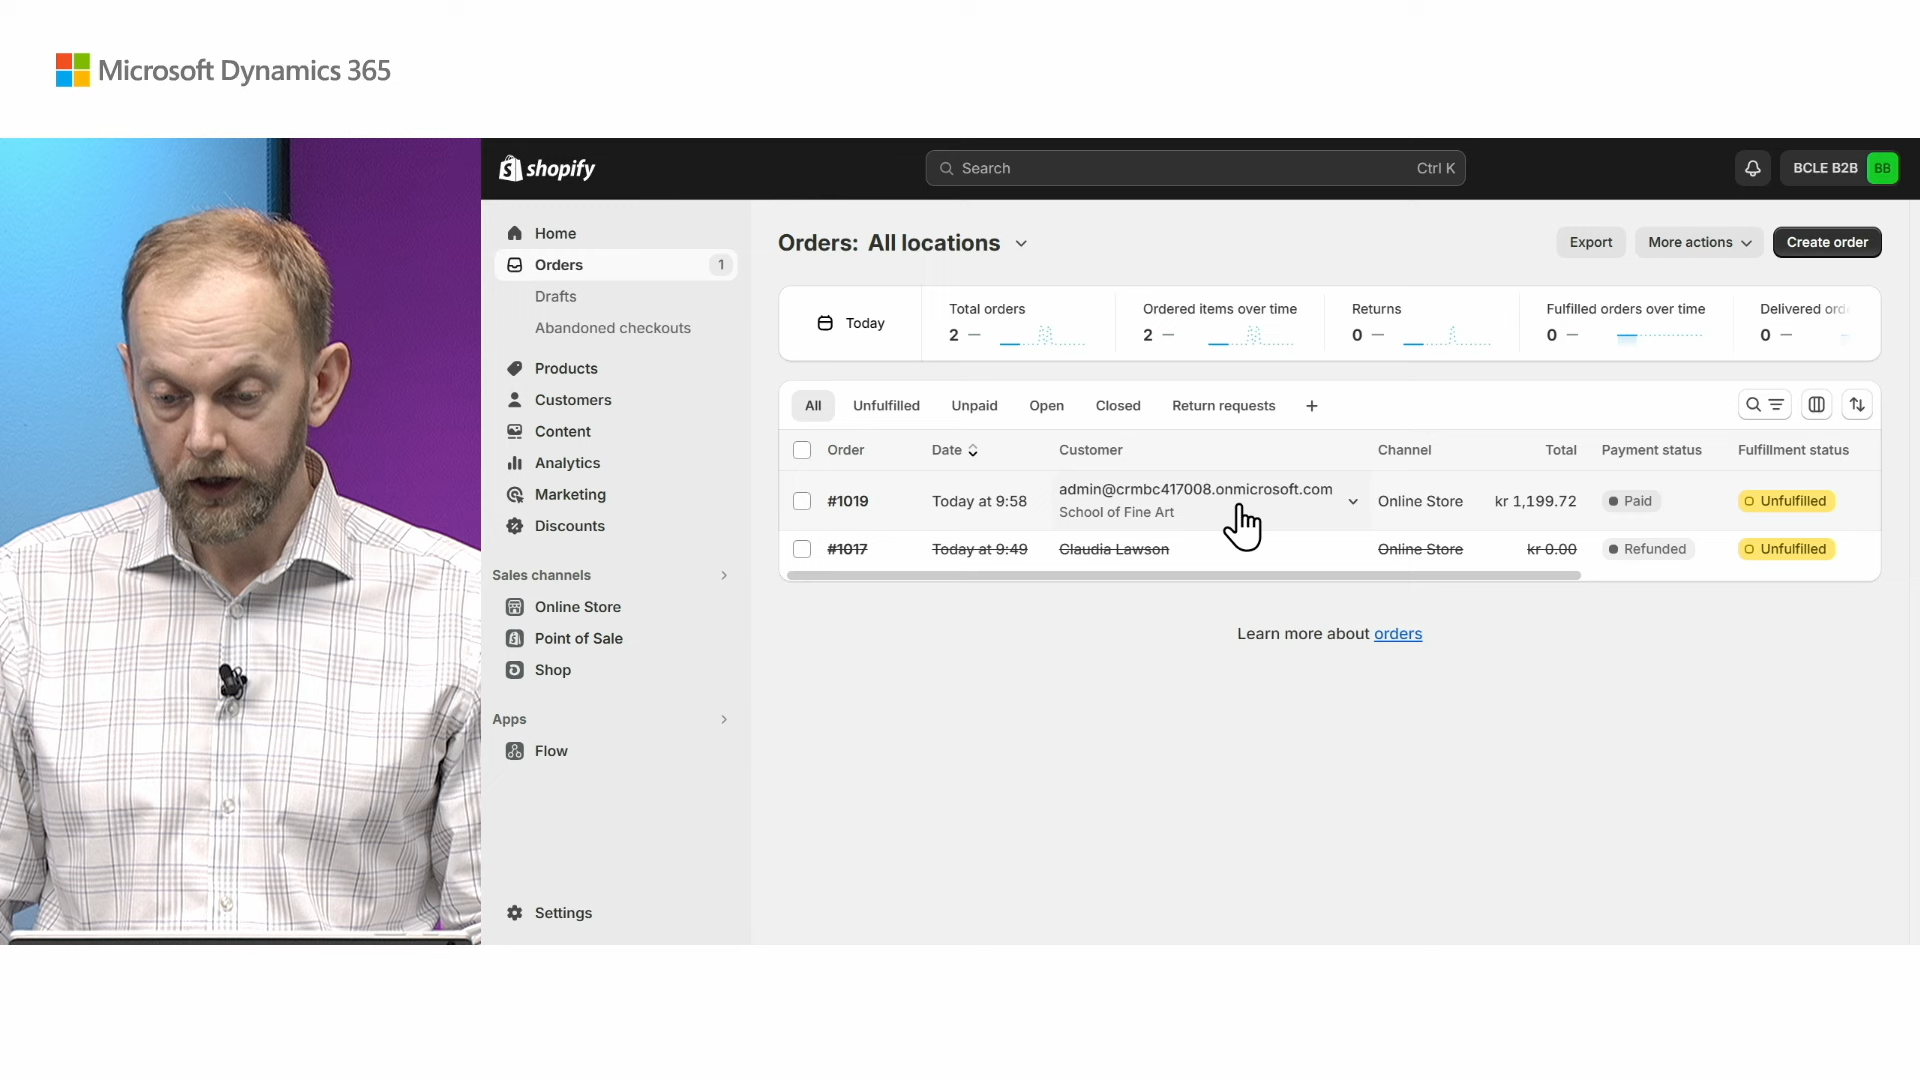 Microsoft Dynamics 365
shopify
Search
Ctrl K
BCLE B2B
BB
Home
Orders
1
Drafts
Abandoned checkouts
Products
Customers
Content
Analytics
Marketing
Discounts
Sales channels
Online Store
Point of Sale
Shop
Apps
Flow
Settings
Orders: All locations
Export
More actions
Create order
Today
Total orders
2 —
Ordered items over time
2 —
Returns
0 —
Fulfilled orders over time
0 —
Delivered ord
0 —
All
Unfulfilled
Unpaid
Open
Closed
Return requests
+
Order
Date
Customer
Channel
Total
Payment status
Fulfillment status
#1019
Today at 9:58
admin@crmbc417008.onmicrosoft.com
School of Fine Art
Online Store
kr 1,199.72
Paid
Unfulfilled
#1017
Today at 9:49
Claudia Lawson
Online Store
kr 0.00
Refunded
Unfulfilled
Learn more about orders